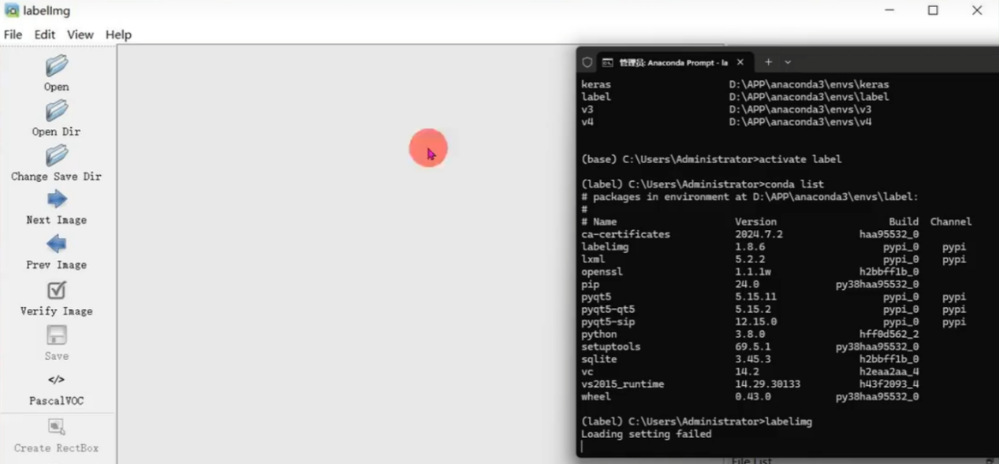 labelImg
File Edit View Help
Open
Open Dir
Change Save Dir
Next Image
Prev Image
Verify Image
Save
</>
PascalVOC
Create RectBox
管理员: Anaconda Prompt - la
keras D:\APP\anaconda3\envs\keras
label D:\APP\anaconda3\envs\label
v3 D:\APP\anaconda3\envs\v3
v4 D:\APP\anaconda3\envs\v4
(base) C:\Users\Administrator>activate label
(label) C:\Users\Administrator>conda list
# packages in environment at D:\APP\anaconda3\envs\label:
#
# Name Version Build Channel
ca-certificates 2024.7.2 haa95532_0
labelimg 1.8.6 pypi_0 pypi
lxml 5.2.2 pypi_0 pypi
openssl 1.1.1w h2bbff1b_0
pip 24.0 py38haa95532_0
pyqt5 5.15.11 pypi_0 pypi
pyqt5-qt5 5.15.2 pypi_0 pypi
pyqt5-sip 12.15.0 pypi_0 pypi
python 3.8.0 hff0d562_2
setuptools 69.5.1 py38haa95532_0
sqlite 3.45.3 h2bbff1b_0
vc 14.2 h2eaa2aa_4
vs2015_runtime 14.29.30133 h43f2093_4
wheel 0.43.0 py38haa95532_0
(label) C:\Users\Administrator>labelimg
Loading setting failed
File List